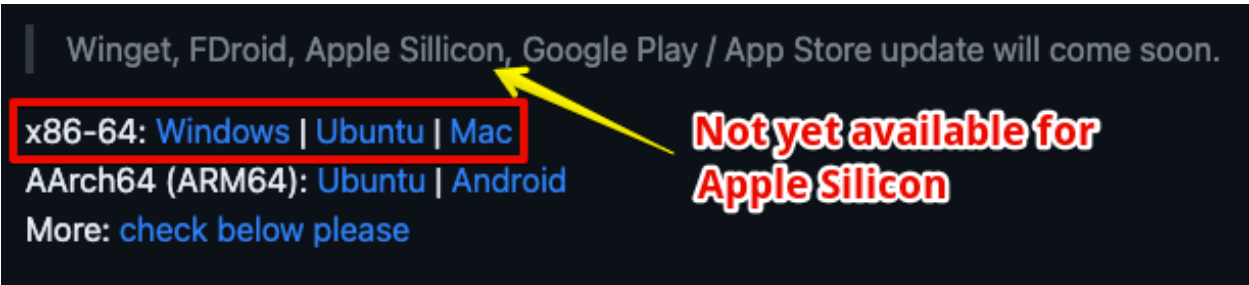 Winget, FDroid, Apple Sillicon, Google Play / App Store update will come soon.
x86-64: Windows | Ubuntu | Mac
AArch64 (ARM64): Ubuntu | Android
More: check below please
Not yet available for
Apple Silicon